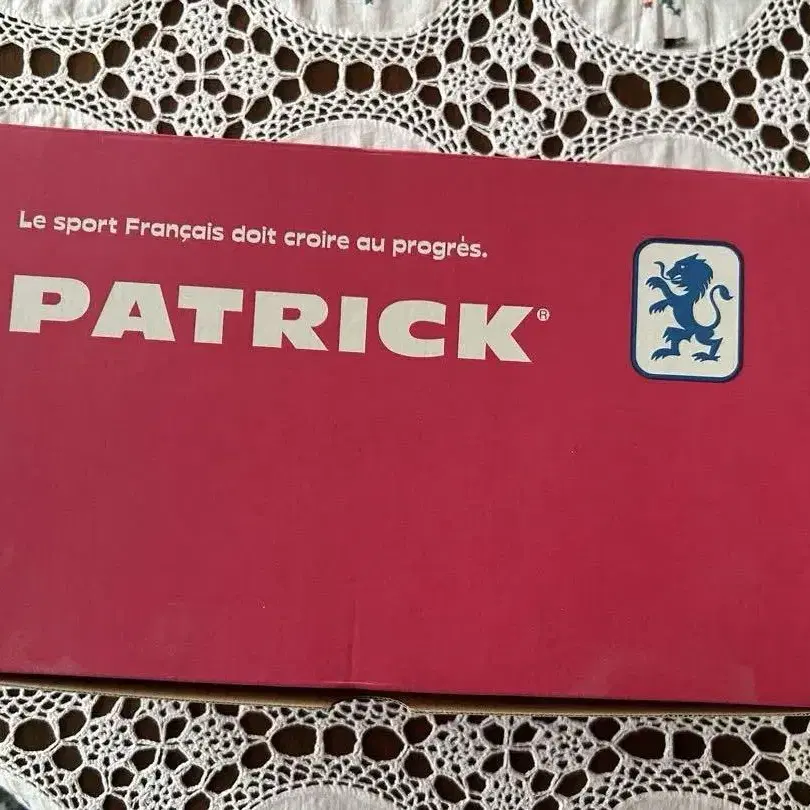 Le sport Français doit croire au progrès.
PATRICK®